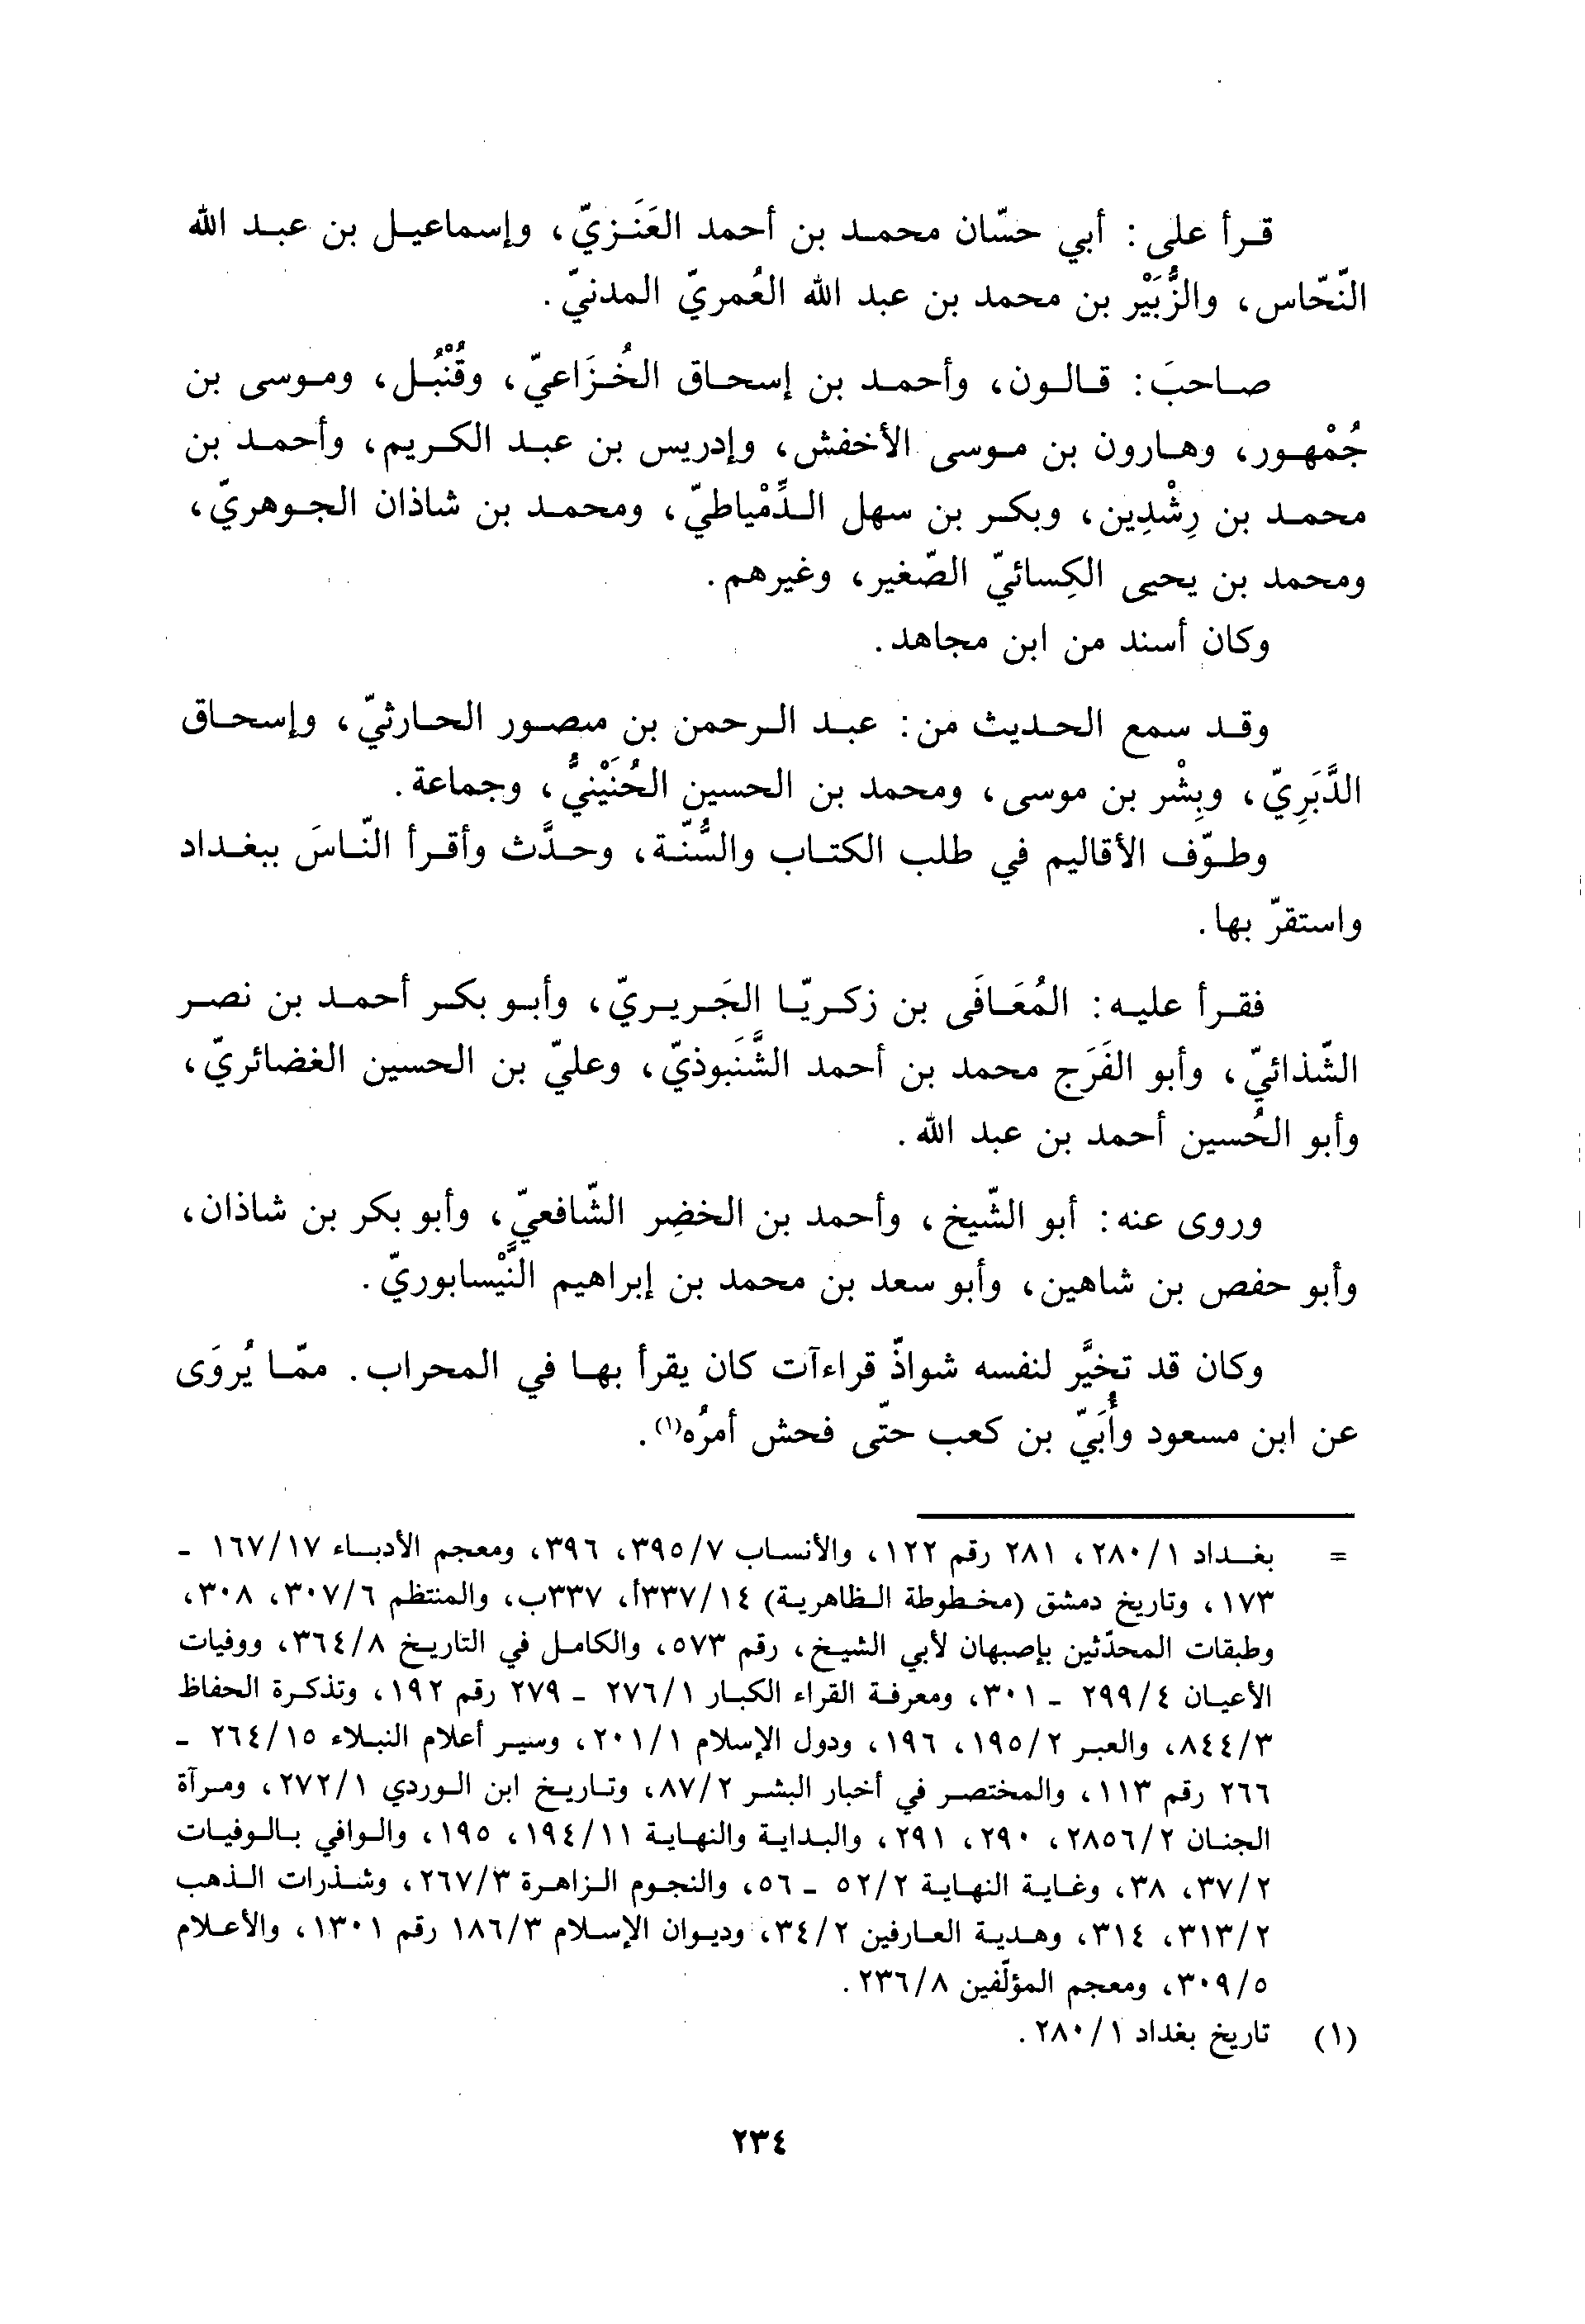 قرأ على: أبي حسّان محمد بن أحمد العَنَزيّ، وإسماعيل بن عبد الله
النّحّاس، والزُّبَيْر بن محمد بن عبد الله العُمريّ المدنيّ.
صاحبَ: قالون، وأحمد بن إسحاق الخُزَاعيّ، وقُنْبُل، وموسى بن
جُمْهور، وهارون بن موسى الأخفش، وإدريس بن عبد الكريم، وأحمد بن
محمد بن رِشْدِين، وبكر بن سهل الدِّمْياطيّ، ومحمد بن شاذان الجوهريّ،
ومحمد بن يحيى الكِسائيّ الصّغير، وغيرهم.
وكان أسند من ابن مجاهد.
وقد سمع الحديث من: عبد الرحمن بن منصور الحارثيّ، وإسحاق
الدَّبَرِيّ، وبِشْر بن موسى، ومحمد بن الحسين الحُنَيْنيُّ، وجماعة.
وطوّف الأقاليم في طلب الكتاب والسُّنّة، وحدَّث وأقرأ النّاسَ ببغداد
واستقرّ بها.
فقرأ عليه: المُعَافَى بن زكريّا الجَريريّ، وأبو بكر أحمد بن نصر
الشّذائيّ، وأبو الفَرَج محمد بن أحمد الشَّنَبوذيّ، وعليّ بن الحسين الغضائريّ،
وأبو الحُسين أحمد بن عبد الله.
وروى عنه: أبو الشّيخ، وأحمد بن الخضِر الشّافعيّ، وأبو بكر بن شاذان،
وأبو حفص بن شاهين، وأبو سعد بن محمد بن إبراهيم النَّيْسابوريّ.
وكان قد تخيَّر لنفسه شواذّ قراءآت كان يقرأ بها في المحراب. ممّا يُروَى
عن ابن مسعود وأُبَيّ بن كعب حتّى فحش أمرُه(١).
= بغداد ٢٨٠/١، ٢٨١ رقم ١٢٢، والأنساب ٣٩٥/٧، ٣٩٦، ومعجم الأدباء ١٦٧/١٧ -
١٧٣، وتاريخ دمشق (مخطوطة الظاهرية) ٣٣٧/١٤أ، ٣٣٧ب، والمنتظم ٣٠٧/٦، ٣٠٨،
وطبقات المحدّثين بإصبهان لأبي الشيخ، رقم ٥٧٣، والكامل في التاريخ ٣٦٤/٨، ووفيات
الأعيان ٢٩٩/٤ - ٣٠١، ومعرفة القراء الكبار ٢٧٦/١ - ٢٧٩ رقم ١٩٢، وتذكرة الحفاظ
٨٤٤/٣، والعبر ١٩٥/٢، ١٩٦، ودول الإسلام ٢٠١/١، وسير أعلام النبلاء ٢٦٤/١٥ -
٢٦٦ رقم ١١٣، والمختصر في أخبار البشر ٨٧/٢، وتاريخ ابن الوردي ٢٧٢/١، ومرآة
الجنان ٢٨٥٦/٢، ٢٩٠، ٢٩١، والبداية والنهاية ١٩٤/١١، ١٩٥، والوافي بالوفيات
٣٧/٢، ٣٨، وغاية النهاية ٥٢/٢ - ٥٦، والنجوم الزاهرة ٢٦٧/٣، وشذرات الذهب
٣١٣/٢، ٣١٤، وهدية العارفين ٣٤/٢، وديوان الإسلام ١٨٦/٣ رقم ١٣٠١، والأعلام
٣٠٩/٥، ومعجم المؤلّفين ٢٣٦/٨.
(١) تاريخ بغداد ٢٨٠/١.
٢٣٤